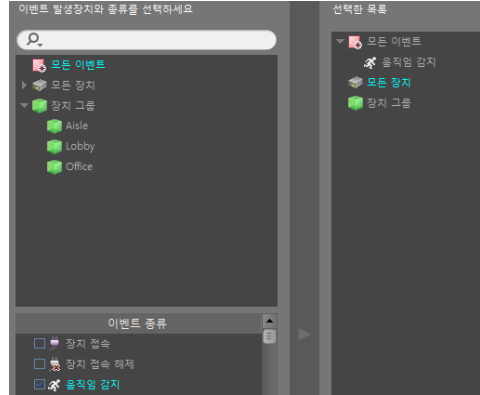 이벤트 발생장치와 종류를 선택하세요
모든 이벤트
모든 장치
장치 그룹
Aisle
Lobby
Office
이벤트 종류
장치 접속
장치 접속 해제
움직임 감지
선택한 목록
모든 이벤트
움직임 감지
모든 장치
장치 그룹